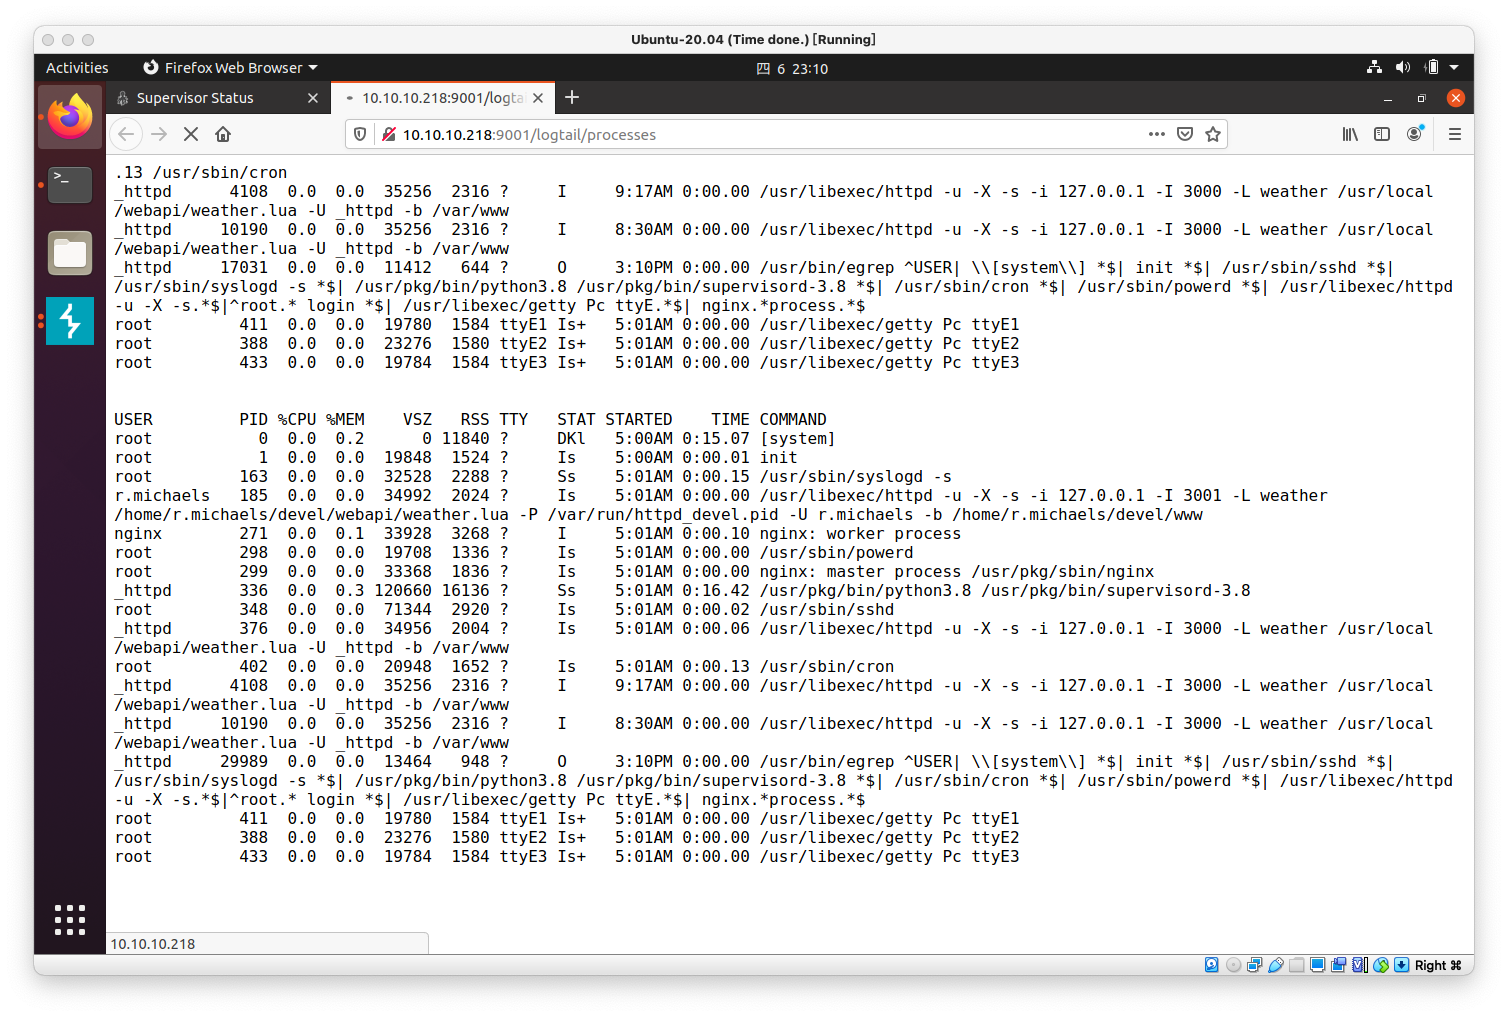 Ubuntu-20.04 (Time done.) [Running]
Activities Firefox Web Browser 四 6 23:10
Supervisor Status 10.10.10.218:9001/logta
10.10.10.218:9001/logtail/processes
.13 /usr/sbin/cron
_httpd 4108 0.0 0.0 35256 2316 ? I 9:17AM 0:00.00 /usr/libexec/httpd -u -X -s -i 127.0.0.1 -I 3000 -L weather /usr/local
/webapi/weather.lua -U _httpd -b /var/www
_httpd 10190 0.0 0.0 35256 2316 ? I 8:30AM 0:00.00 /usr/libexec/httpd -u -X -s -i 127.0.0.1 -I 3000 -L weather /usr/local
/webapi/weather.lua -U _httpd -b /var/www
_httpd 17031 0.0 0.0 11412 644 ? O 3:10PM 0:00.00 /usr/bin/egrep ^USER| \\[system\\] *$| init *$| /usr/sbin/sshd *$|
/usr/sbin/syslogd -s *$| /usr/pkg/bin/python3.8 /usr/pkg/bin/supervisord-3.8 *$| /usr/sbin/cron *$| /usr/sbin/powerd *$| /usr/libexec/httpd
-u -X -s.*$|^root.* login *$| /usr/libexec/getty Pc ttyE.*$| nginx.*process.*$
root 411 0.0 0.0 19780 1584 ttyE1 Is+ 5:01AM 0:00.00 /usr/libexec/getty Pc ttyE1
root 388 0.0 0.0 23276 1580 ttyE2 Is+ 5:01AM 0:00.00 /usr/libexec/getty Pc ttyE2
root 433 0.0 0.0 19784 1584 ttyE3 Is+ 5:01AM 0:00.00 /usr/libexec/getty Pc ttyE3
USER PID %CPU %MEM VSZ RSS TTY STAT STARTED TIME COMMAND
root 0 0.0 0.2 0 11840 ? DKl 5:00AM 0:15.07 [system]
root 1 0.0 0.0 19848 1524 ? Is 5:00AM 0:00.01 init
root 163 0.0 0.0 32528 2288 ? Ss 5:01AM 0:00.15 /usr/sbin/syslogd -s
r.michaels 185 0.0 0.0 34992 2024 ? Is 5:01AM 0:00.00 /usr/libexec/httpd -u -X -s -i 127.0.0.1 -I 3001 -L weather
/home/r.michaels/devel/webapi/weather.lua -P /var/run/httpd_devel.pid -U r.michaels -b /home/r.michaels/devel/www
nginx 271 0.0 0.1 33928 3268 ? I 5:01AM 0:00.10 nginx: worker process
root 298 0.0 0.0 19708 1336 ? Is 5:01AM 0:00.00 /usr/sbin/powerd
root 299 0.0 0.0 33368 1836 ? Is 5:01AM 0:00.00 nginx: master process /usr/pkg/sbin/nginx
_httpd 336 0.0 0.3 120660 16136 ? Ss 5:01AM 0:16.42 /usr/pkg/bin/python3.8 /usr/pkg/bin/supervisord-3.8
root 348 0.0 0.0 71344 2920 ? Is 5:01AM 0:00.02 /usr/sbin/sshd
_httpd 376 0.0 0.0 34956 2004 ? Is 5:01AM 0:00.06 /usr/libexec/httpd -u -X -s -i 127.0.0.1 -I 3000 -L weather /usr/local
/webapi/weather.lua -U _httpd -b /var/www
root 402 0.0 0.0 20948 1652 ? Is 5:01AM 0:00.13 /usr/sbin/cron
_httpd 4108 0.0 0.0 35256 2316 ? I 9:17AM 0:00.00 /usr/libexec/httpd -u -X -s -i 127.0.0.1 -I 3000 -L weather /usr/local
/webapi/weather.lua -U _httpd -b /var/www
_httpd 10190 0.0 0.0 35256 2316 ? I 8:30AM 0:00.00 /usr/libexec/httpd -u -X -s -i 127.0.0.1 -I 3000 -L weather /usr/local
/webapi/weather.lua -U _httpd -b /var/www
_httpd 29989 0.0 0.0 13464 948 ? O 3:10PM 0:00.00 /usr/bin/egrep ^USER| \\[system\\] *$| init *$| /usr/sbin/sshd *$|
/usr/sbin/syslogd -s *$| /usr/pkg/bin/python3.8 /usr/pkg/bin/supervisord-3.8 *$| /usr/sbin/cron *$| /usr/sbin/powerd *$| /usr/libexec/httpd
-u -X -s.*$|^root.* login *$| /usr/libexec/getty Pc ttyE.*$| nginx.*process.*$
root 411 0.0 0.0 19780 1584 ttyE1 Is+ 5:01AM 0:00.00 /usr/libexec/getty Pc ttyE1
root 388 0.0 0.0 23276 1580 ttyE2 Is+ 5:01AM 0:00.00 /usr/libexec/getty Pc ttyE2
root 433 0.0 0.0 19784 1584 ttyE3 Is+ 5:01AM 0:00.00 /usr/libexec/getty Pc ttyE3
10.10.10.218
Right ⌘